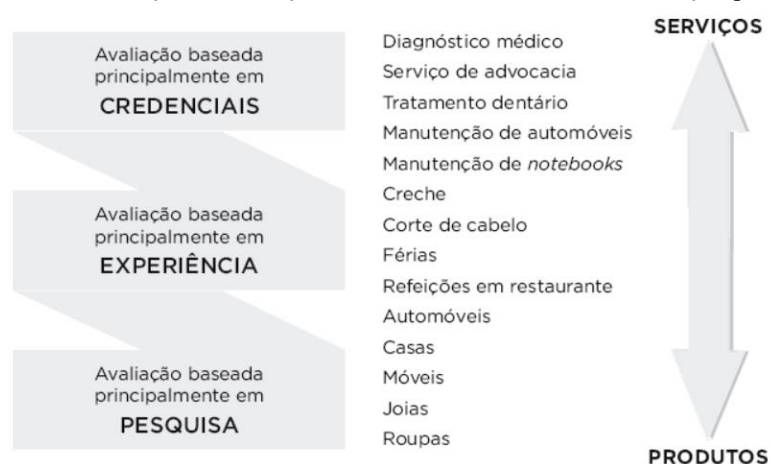 SERVIÇOS
Avaliação baseada
principalmente em
CREDENCIAIS
Avaliação baseada
principalmente em
EXPERIÊNCIA
Avaliação baseada
principalmente em
PESQUISA
Diagnóstico médico
Serviço de advocacia
Tratamento dentário
Manutenção de automóveis
Manutenção de notebooks
Creche
Corte de cabelo
Férias
Refeições em restaurante
Automóveis
Casas
Móveis
Joias
Roupas
PRODUTOS